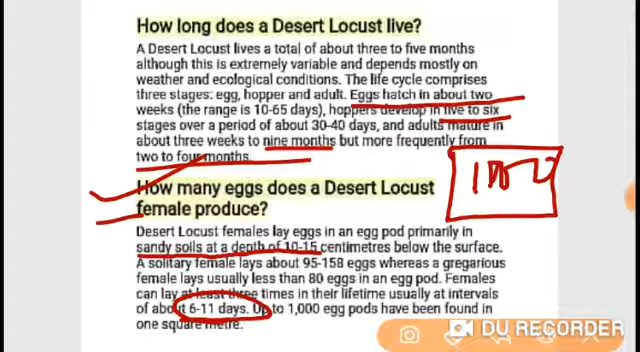 How long does a Desert Locust live?
A Desert Locust lives a total of about three to five months
although this is extremely variable and depends mostly on
weather and ecological conditions. The life cycle comprises
three stages: egg, hopper and adult. Eggs hatch in about two
weeks (the range is 10-65 days), hoppers develop in five to six
stages over a period of about 30-40 days, and adults mature in
about three weeks to nine months but more frequently from
two to four months.
How many eggs does a Desert Locust
female produce?
Desert Locust females lay eggs in an egg pod primarily in
sandy soils at a depth of 10-15 centimetres below the surface.
A solitary female lays about 95-158 eggs whereas a gregarious
female lays usually less than 80 eggs in an egg pod. Females
can lay at least three times in their lifetime usually at intervals
of about 6-11 days. Up to 1,000 egg pods have been found in
one square metre.
DU RECORDER